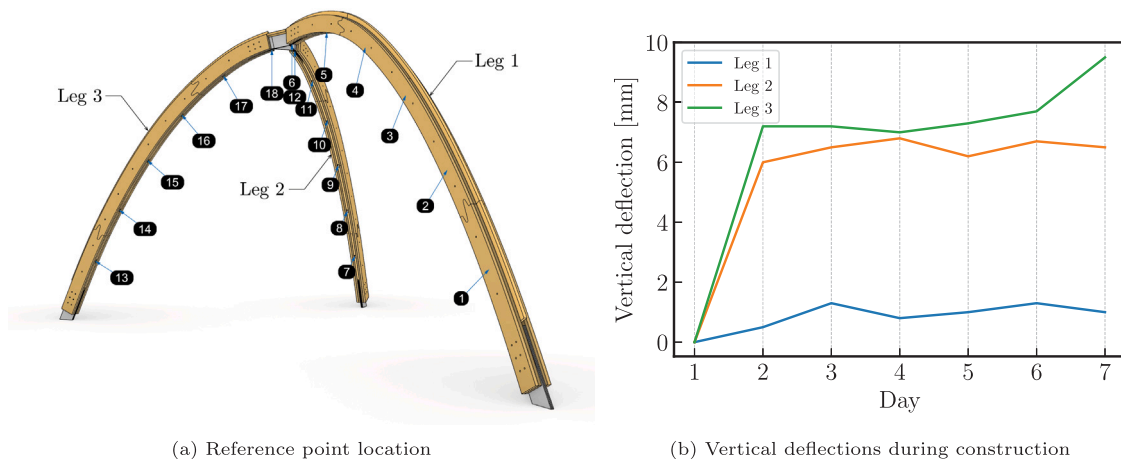 Leg 1
Leg 2
Leg 3
1
2
3
4
5
6
7
8
9
10
11
12
13
14
15
16
17
18
(a) Reference point location
Vertical deflection [mm]
10
8
6
4
2
0
Leg 1
Leg 2
Leg 3
1 2 3 4 5 6 7
Day
(b) Vertical deflections during construction